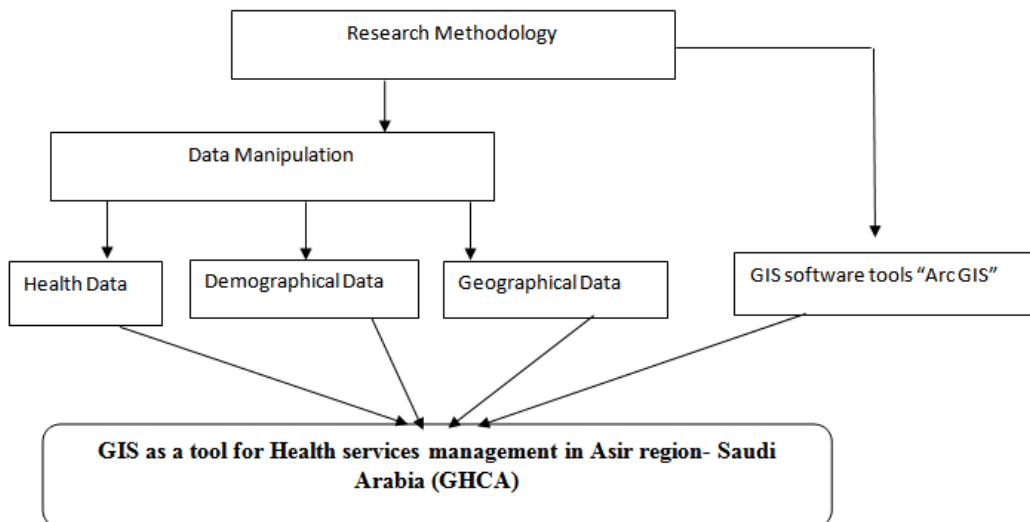 Research Methodology
Data Manipulation
Health Data
Demographical Data
Geographical Data
GIS software tools “Arc GIS”
GIS as a tool for Health services management in Asir region- Saudi
Arabia (GHCA)